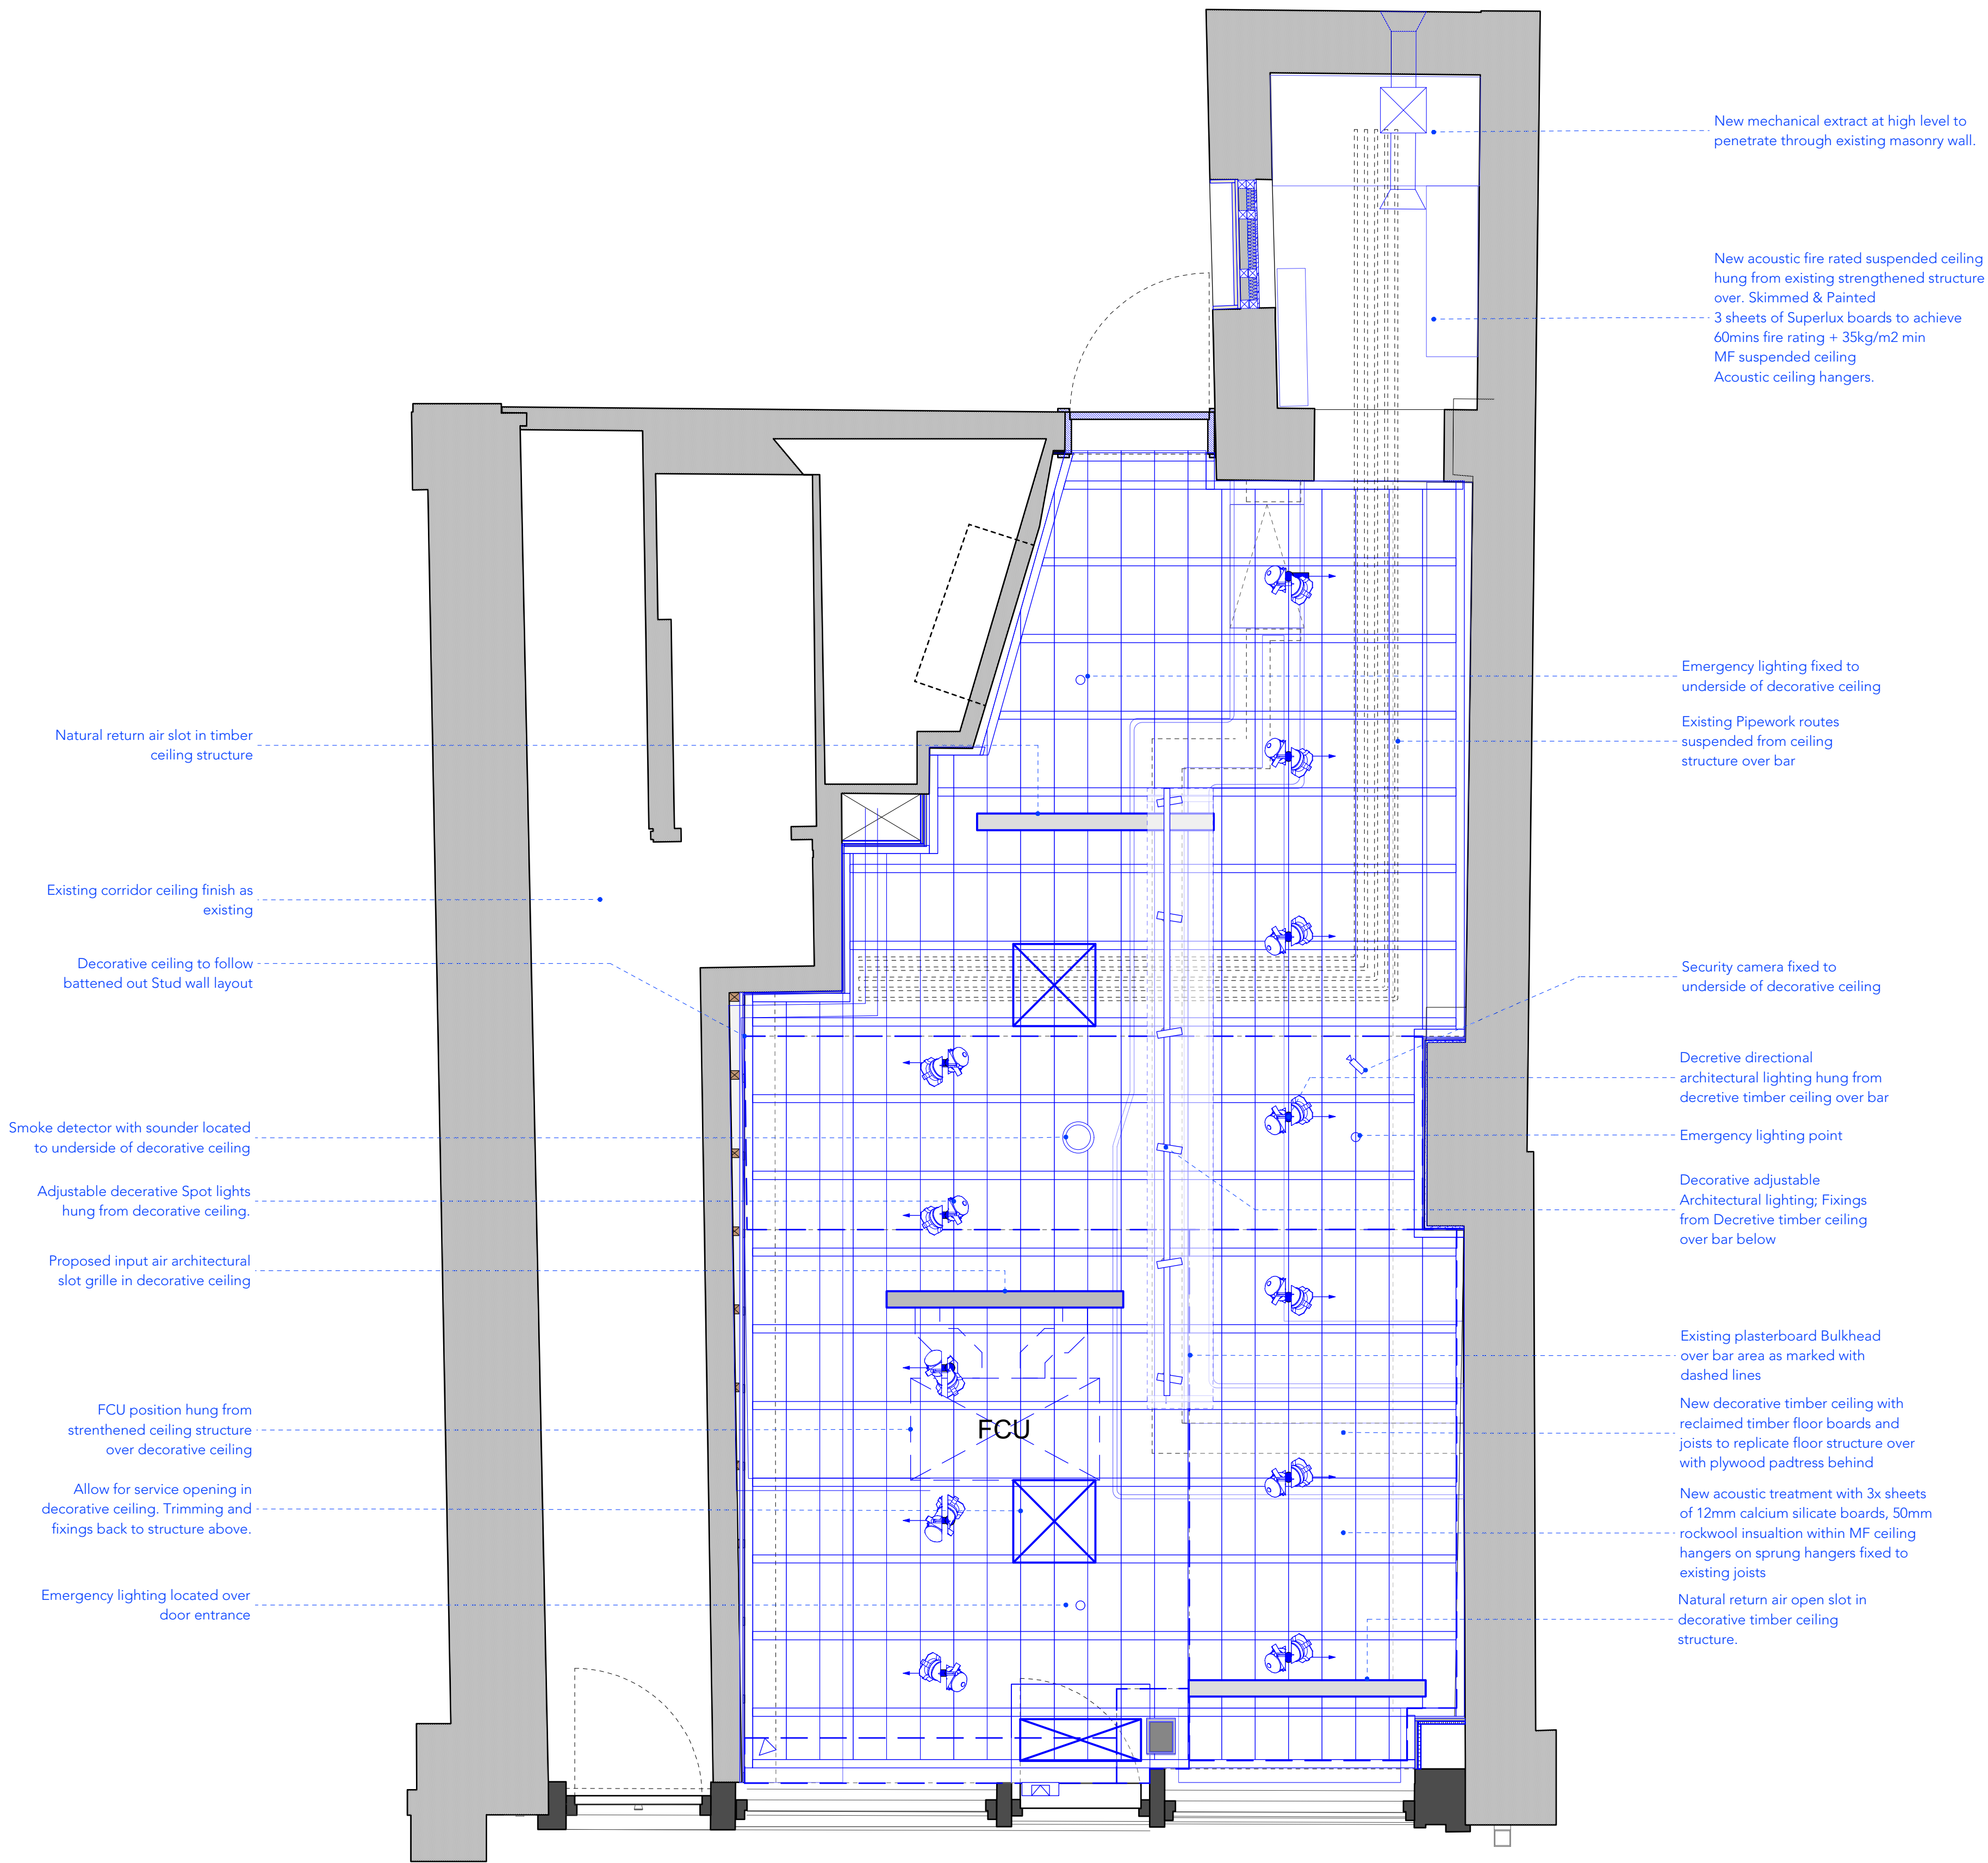 New mechanical extract at high level to
penetrate through existing masonry wall.
New acoustic fire rated suspended ceiling
hung from existing strengthened structure
over. Skimmed & Painted
3 sheets of Superlux boards to achieve
60mins fire rating + 35kg/m2 min
MF suspended ceiling
Acoustic ceiling hangers.
Emergency lighting fixed to
underside of decorative ceiling
Existing Pipework routes
suspended from ceiling
structure over bar
Security camera fixed to
underside of decorative ceiling
Decretive directional
architectural lighting hung from
decretive timber ceiling over bar
Emergency lighting point
Decorative adjustable
Architectural lighting; Fixings
from Decretive timber ceiling
over bar below
Existing plasterboard Bulkhead
over bar area as marked with
dashed lines
New decorative timber ceiling with
reclaimed timber floor boards and
joists to replicate floor structure over
with plywood padtress behind
New acoustic treatment with 3x sheets
of 12mm calcium silicate boards, 50mm
rockwool insualtion within MF ceiling
hangers on sprung hangers fixed to
existing joists
Natural return air open slot in
decorative timber ceiling
structure.
Natural return air slot in timber
ceiling structure
Existing corridor ceiling finish as
existing
Decorative ceiling to follow
battened out Stud wall layout
Smoke detector with sounder located
to underside of decorative ceiling
Adjustable decerative Spot lights
hung from decorative ceiling.
Proposed input air architectural
slot grille in decorative ceiling
FCU position hung from
strenthened ceiling structure
over decorative ceiling
Allow for service opening in
decorative ceiling. Trimming and
fixings back to structure above.
Emergency lighting located over
door entrance
FCU